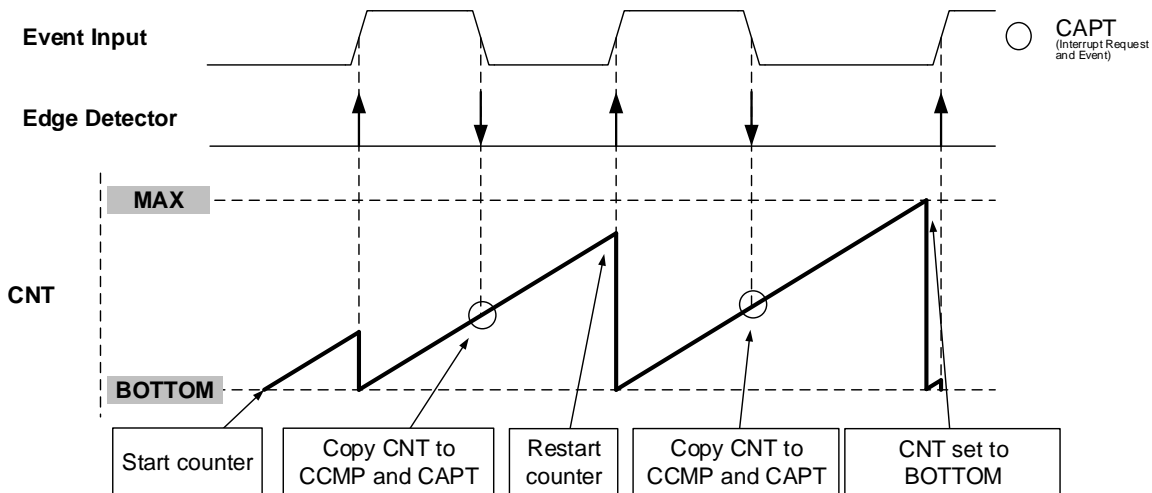 Event Input
CAPT
(Interrupt Request
and Event)
Edge Detector
MAX
CNT
BOTTOM
Start counter
Copy CNT to
CCMP and CAPT
Restart
counter
Copy CNT to
CCMP and CAPT
CNT set to
BOTTOM